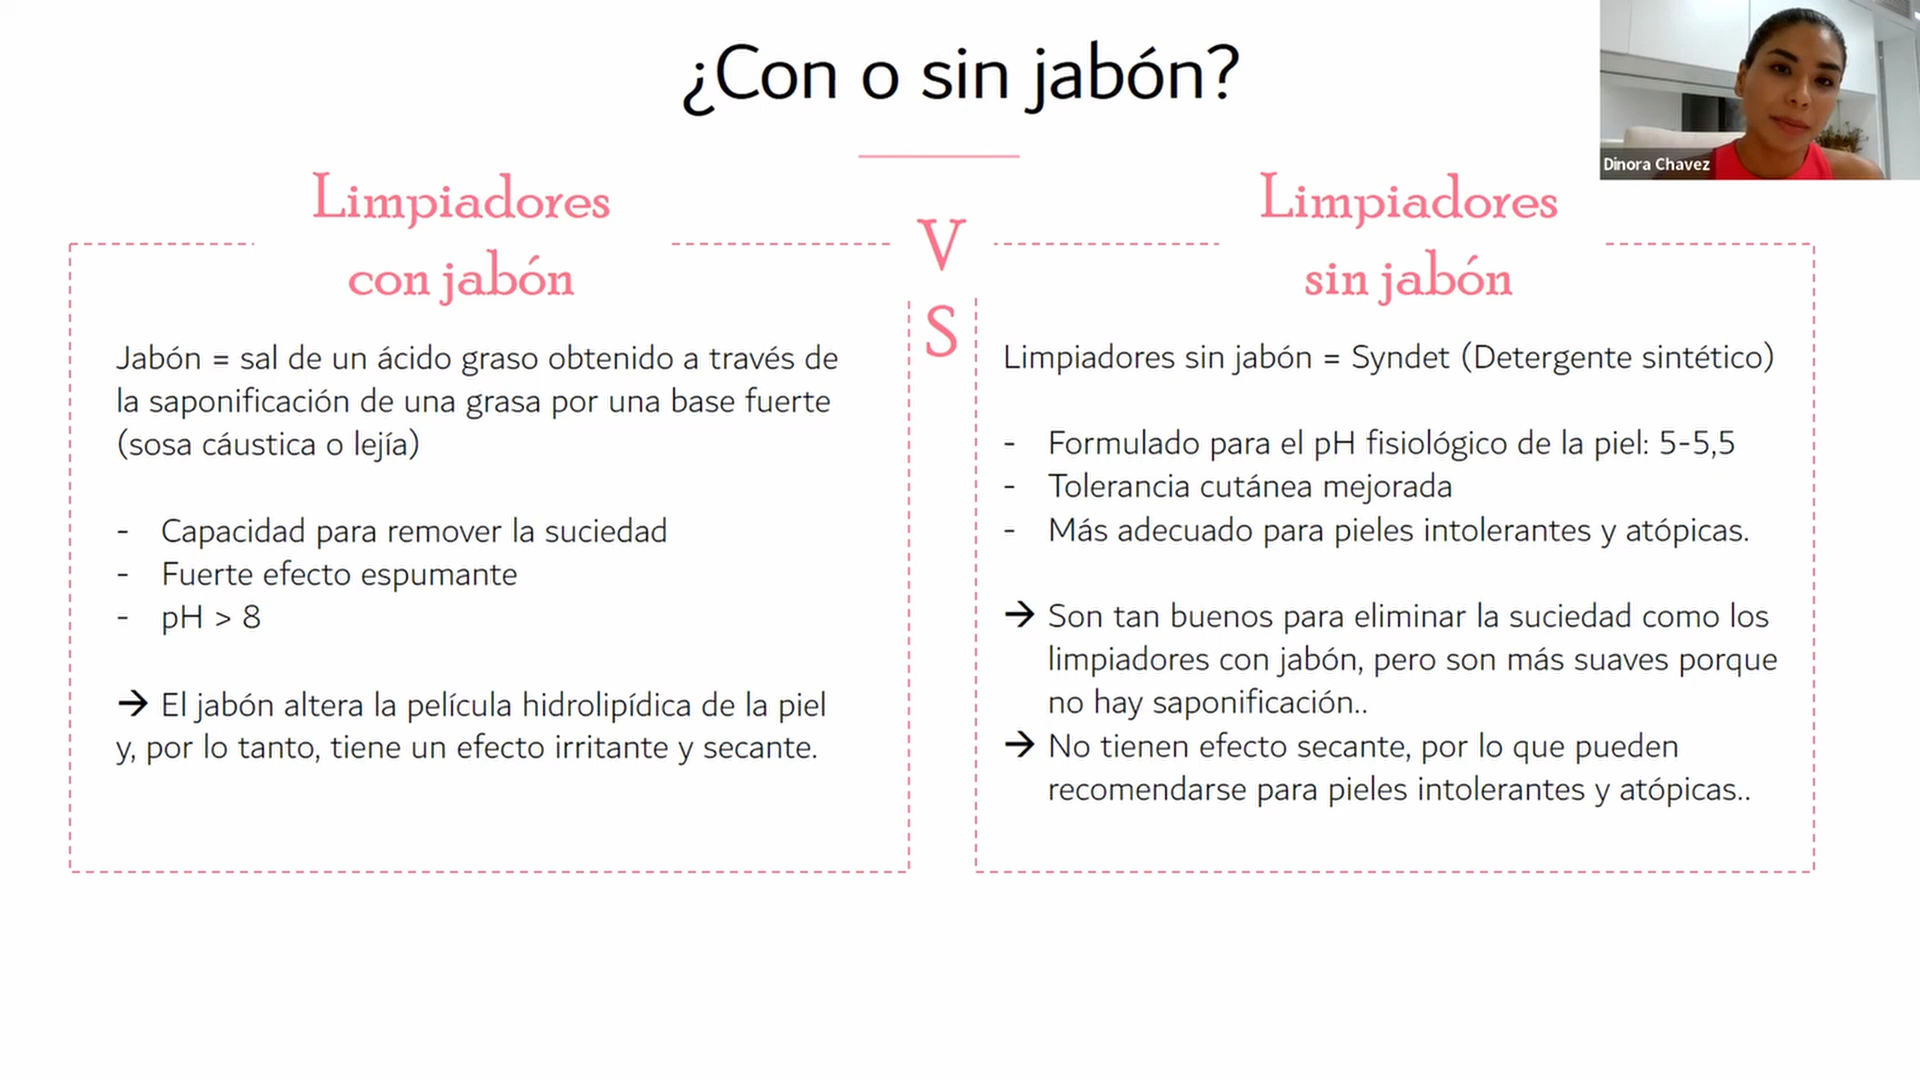 ¿Con o sin jabón?
Dinora Chavez
Limpiadores
con jabón
V
S
Limpiadores
sin jabón
Jabón = sal de un ácido graso obtenido a través de
la saponificación de una grasa por una base fuerte
(sosa cáustica o lejía)
- Capacidad para remover la suciedad
- Fuerte efecto espumante
- pH > 8
→ El jabón altera la película hidrolipídica de la piel
y, por lo tanto, tiene un efecto irritante y secante.
Limpiadores sin jabón = Syndet (Detergente sintético)
- Formulado para el pH fisiológico de la piel: 5-5,5
- Tolerancia cutánea mejorada
- Más adecuado para pieles intolerantes y atópicas.
→ Son tan buenos para eliminar la suciedad como los
limpiadores con jabón, pero son más suaves porque
no hay saponificación..
→ No tienen efecto secante, por lo que pueden
recomendarse para pieles intolerantes y atópicas..